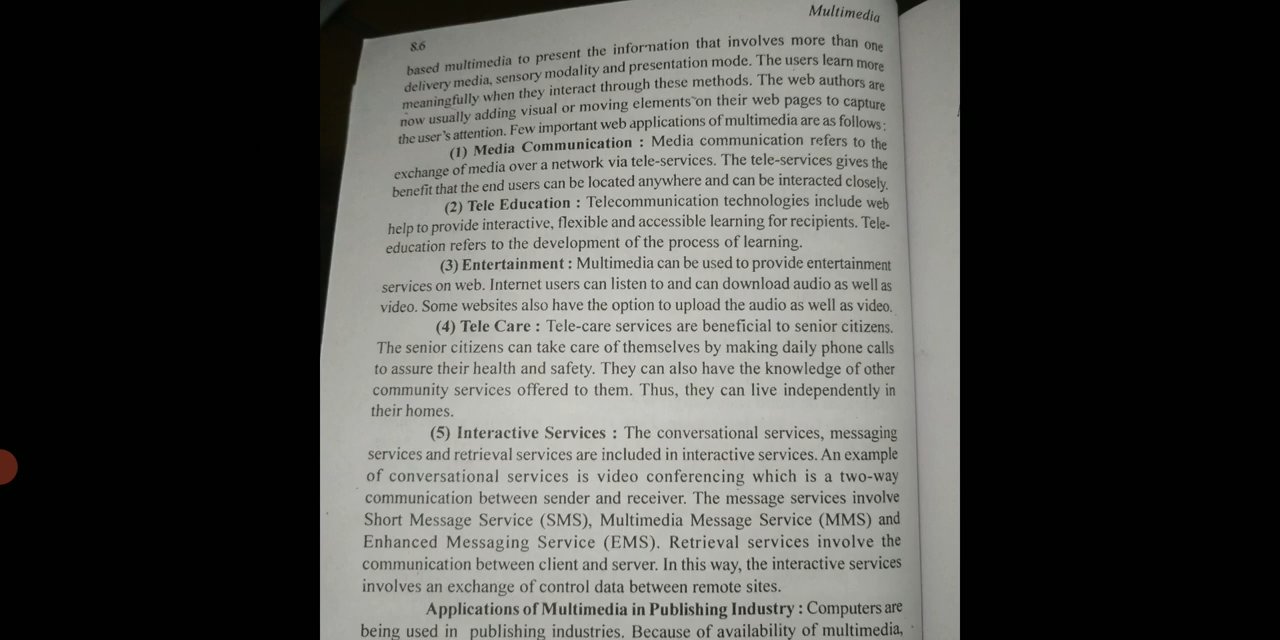 Multimedia
8.6
based multimedia to present the information that involves more than one
delivery media, sensory modality and presentation mode. The users learn more
meaningfully when they interact through these methods. The web authors are
now usually adding visual or moving elements on their web pages to capture
the user's attention. Few important web applications of multimedia are as follows:
(1) Media Communication : Media communication refers to the
exchange of media over a network via tele-services. The tele-services gives the
benefit that the end users can be located anywhere and can be interacted closely.
(2) Tele Education : Telecommunication technologies include web
help to provide interactive, flexible and accessible learning for recipients. Tele-
education refers to the development of the process of learning.
(3) Entertainment : Multimedia can be used to provide entertainment
services on web. Internet users can listen to and can download audio as well as
video. Some websites also have the option to upload the audio as well as video.
(4) Tele Care : Tele-care services are beneficial to senior citizens.
The senior citizens can take care of themselves by making daily phone calls
to assure their health and safety. They can also have the knowledge of other
community services offered to them. Thus, they can live independently in
their homes.
(5) Interactive Services : The conversational services, messaging
services and retrieval services are included in interactive services. An example
of conversational services is video conferencing which is a two-way
communication between sender and receiver. The message services involve
Short Message Service (SMS), Multimedia Message Service (MMS) and
Enhanced Messaging Service (EMS). Retrieval services involve the
communication between client and server. In this way, the interactive services
involves an exchange of control data between remote sites.
Applications of Multimedia in Publishing Industry : Computers are
being used in publishing industries. Because of availability of multimedia,